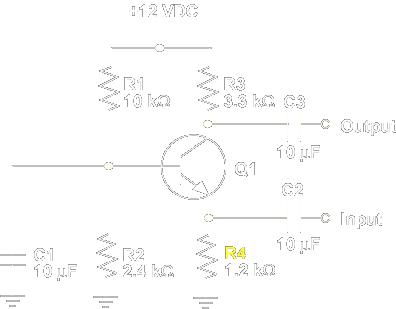 +12 VDC
R1
10 kΩ
R3
3.3 kΩ
C3
10 µF
Output
Q1
C2
10 µF
Input
C1
10 µF
R2
2.4 kΩ
R4
1.2 kΩ